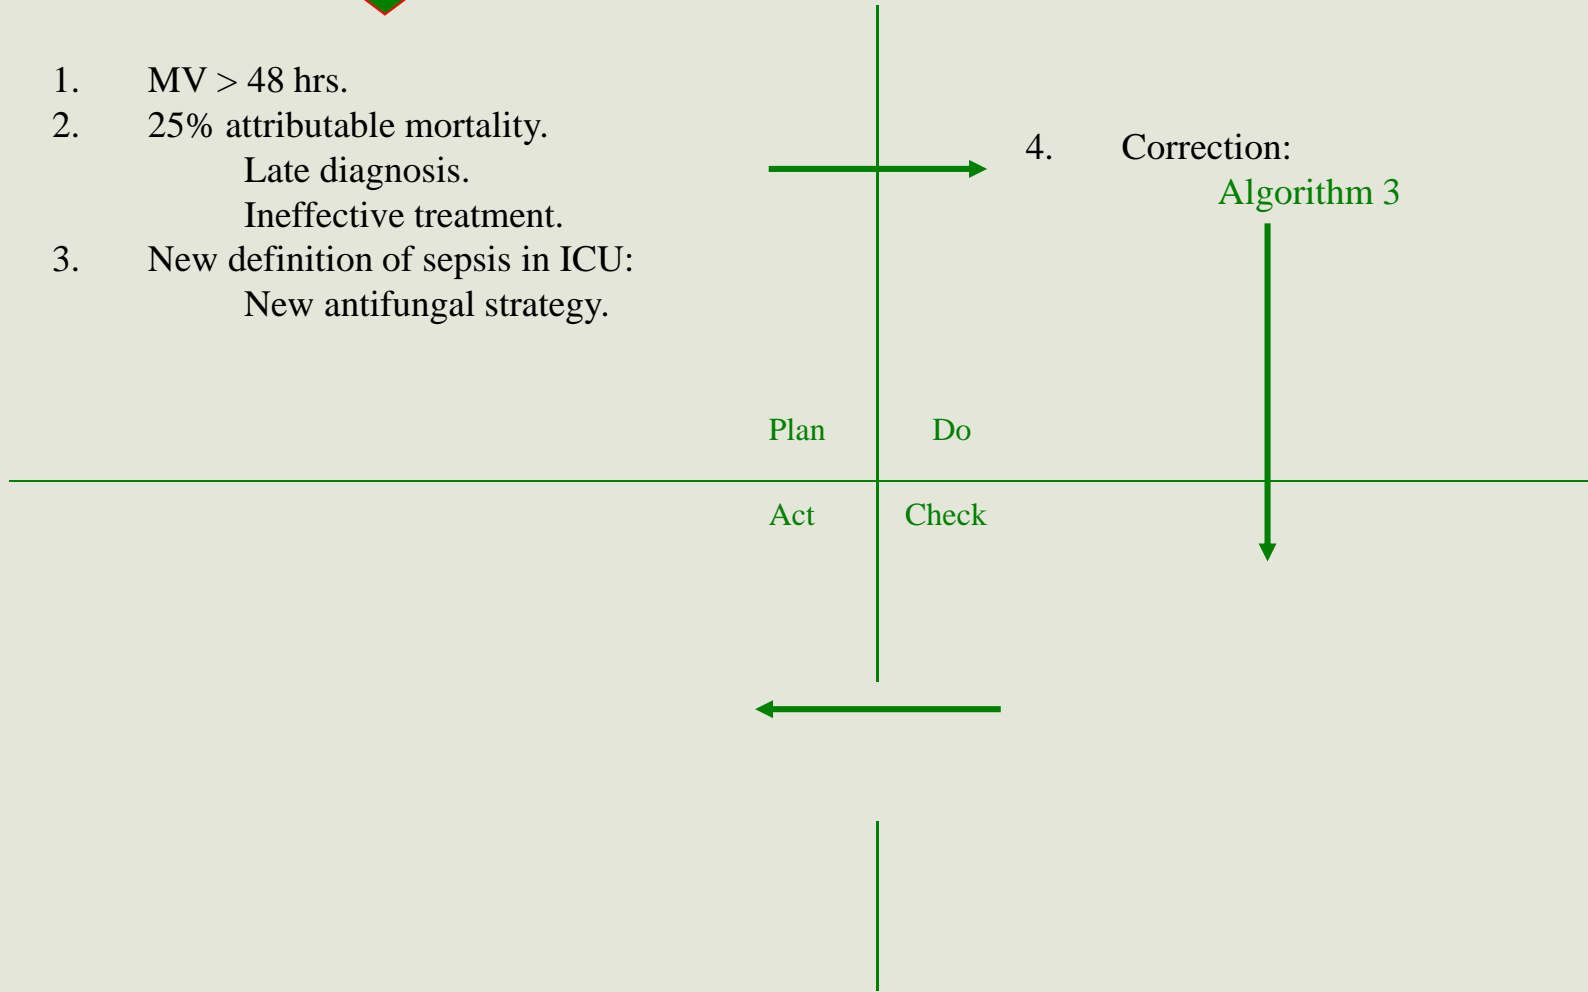 1. MV > 48 hrs.
2. 25% attributable mortality.
Late diagnosis.
Ineffective treatment.
3. New definition of sepsis in ICU:
New antifungal strategy.
4. Correction:
Algorithm 3
Plan
Do
Act
Check